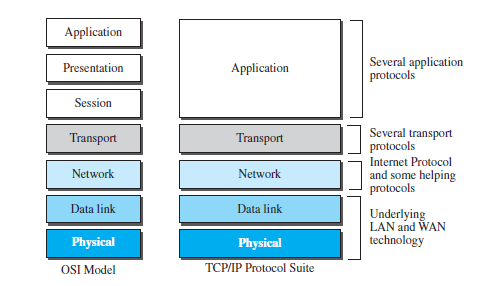 Application
Presentation
Session
Transport
Network
Data link
Physical
OSI Model
Application
Transport
Network
Data link
Physical
TCP/IP Protocol Suite
Several application
protocols
Several transport
protocols
Internet Protocol
and some helping
protocols
Underlying
LAN and WAN
technology